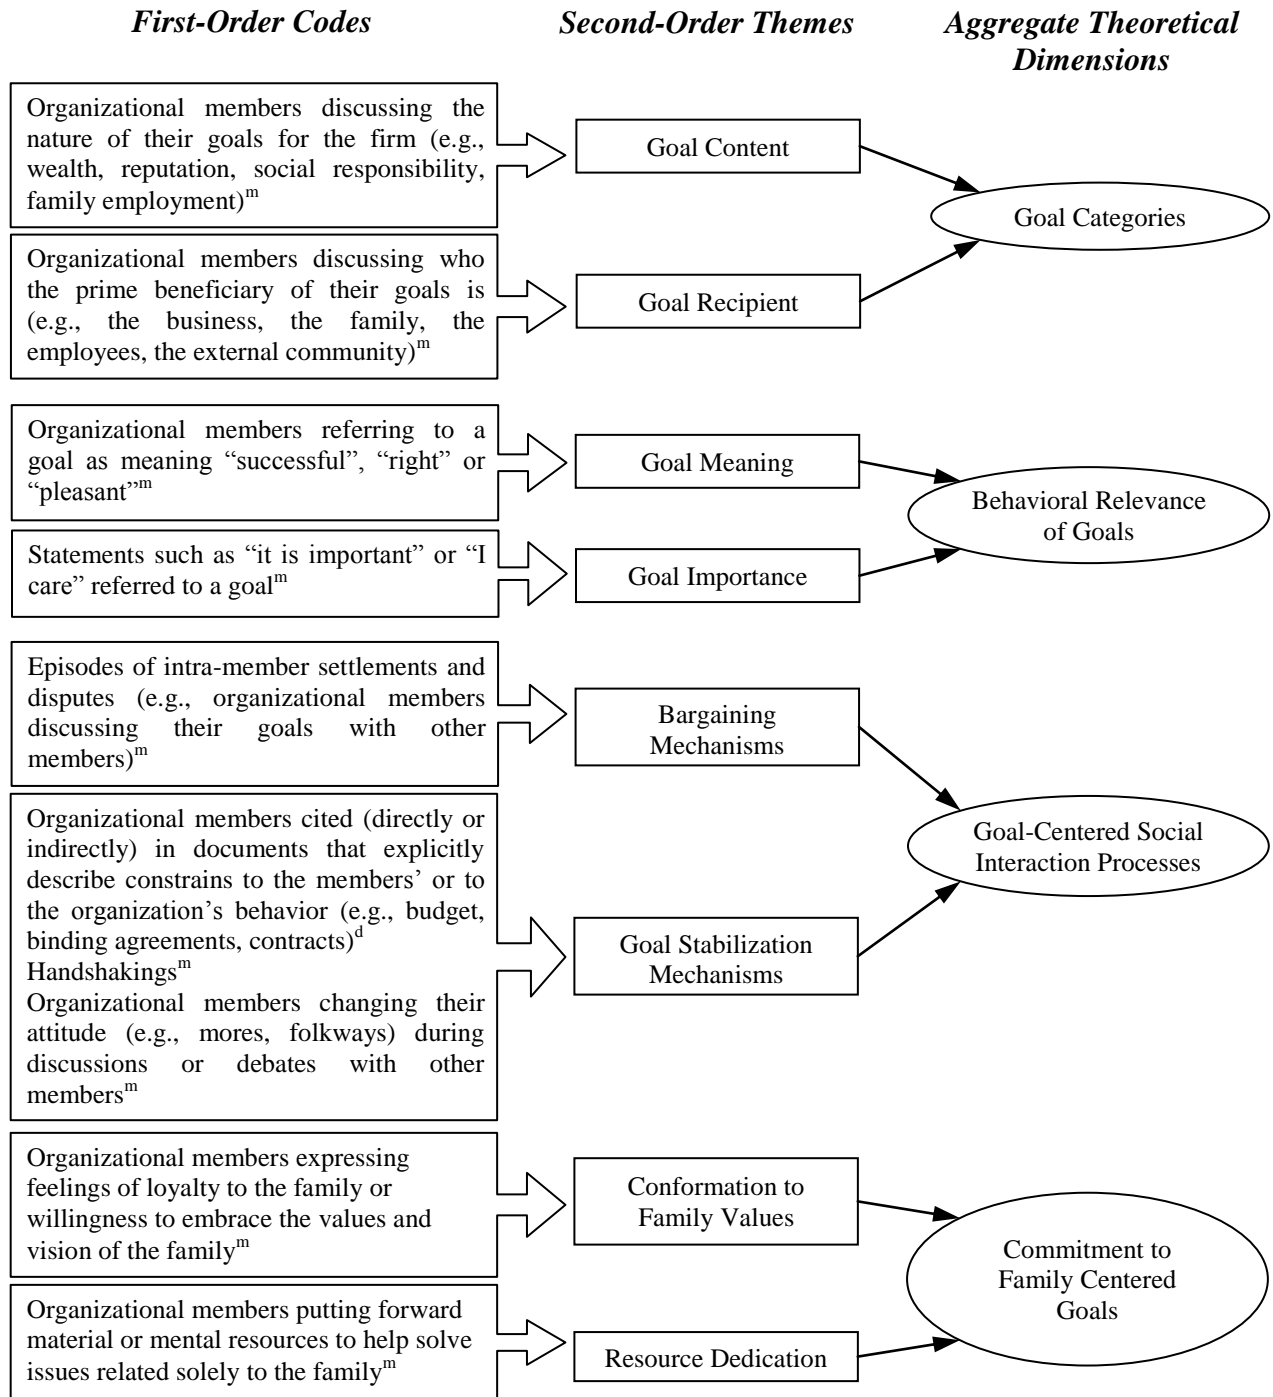 First-Order Codes
Second-Order Themes
Aggregate Theoretical
Dimensions
Organizational members discussing the
nature of their goals for the firm (e.g.,
wealth, reputation, social responsibility,
family employment)m
Goal Content
Goal Categories
Organizational members discussing who
the prime beneficiary of their goals is
(e.g., the business, the family, the
employees, the external community)m
Goal Recipient
Organizational members referring to a
goal as meaning “successful”, “right” or
“pleasant”m
Goal Meaning
Behavioral Relevance
of Goals
Statements such as “it is important” or “I
care” referred to a goalm
Goal Importance
Episodes of intra-member settlements and
disputes (e.g., organizational members
discussing their goals with other
members)m
Bargaining
Mechanisms
Goal-Centered Social
Interaction Processes
Organizational members cited (directly or
indirectly) in documents that explicitly
describe constrains to the members’ or to
the organization’s behavior (e.g., budget,
binding agreements, contracts)d
Handshakingsm
Organizational members changing their
attitude (e.g., mores, folkways) during
discussions or debates with other
membersm
Goal Stabilization
Mechanisms
Organizational members expressing
feelings of loyalty to the family or
willingness to embrace the values and
vision of the familym
Conformation to
Family Values
Commitment to
Family Centered
Goals
Organizational members putting forward
material or mental resources to help solve
issues related solely to the familym
Resource Dedication